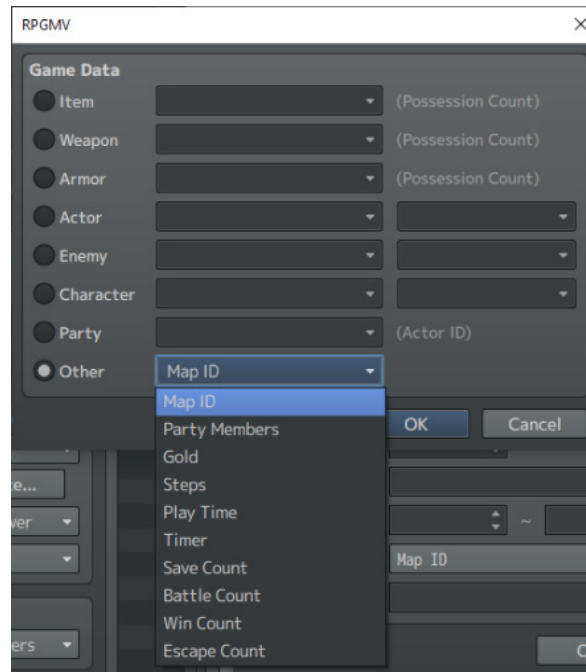 RPGMV
Game Data
Item (Possession Count)
Weapon (Possession Count)
Armor (Possession Count)
Actor
Enemy
Character
Party (Actor ID)
Other Map ID
Map ID
Party Members
Gold
Steps
Play Time
Timer
Save Count
Battle Count
Win Count
Escape Count
OK Cancel
e...
wer
~
Map ID
ers
C